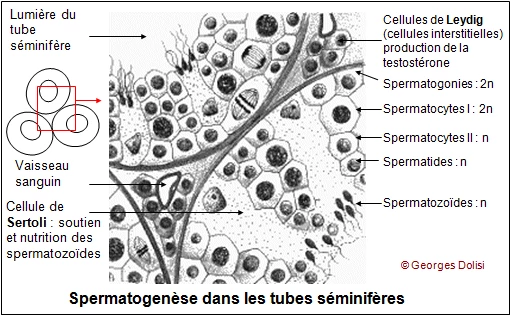 Lumière du
tube
séminifère
Vaisseau
sanguin
Cellule de
Sertoli : soutien
et nutrition des
spermatozoïdes
Cellules de Leydig
(cellules interstitielles)
production de la
testostérone
Spermatogonies : 2n
Spermatocytes I : 2n
Spermatocytes II : n
Spermatides : n
Spermatozoïdes : n
© Georges Dolisi
Spermatogenèse dans les tubes séminifères